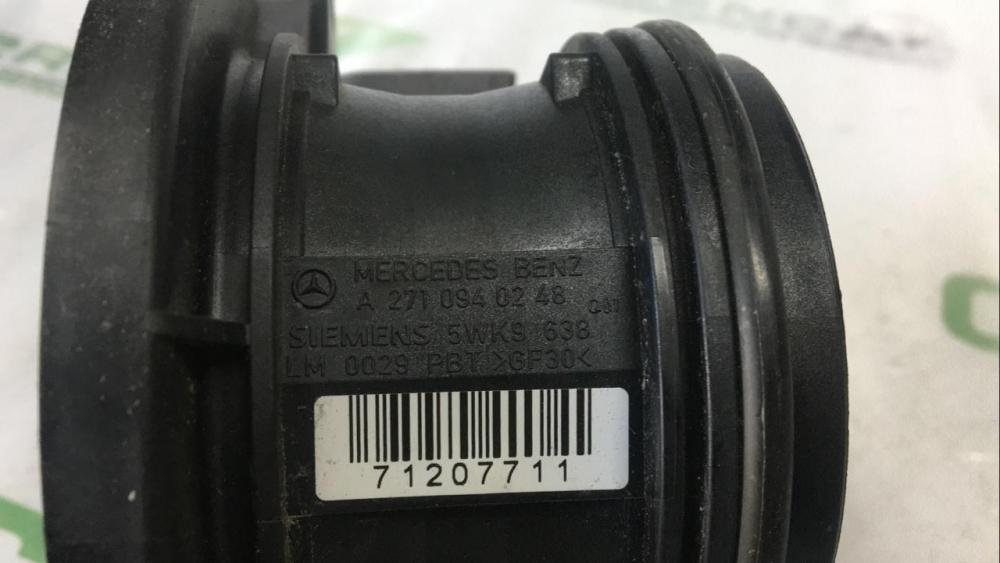 MERCEDES BENZ
A 271 094 02 48
SIEMENS 5WK9 638
LM 0029 PBT >GF30<
71207711